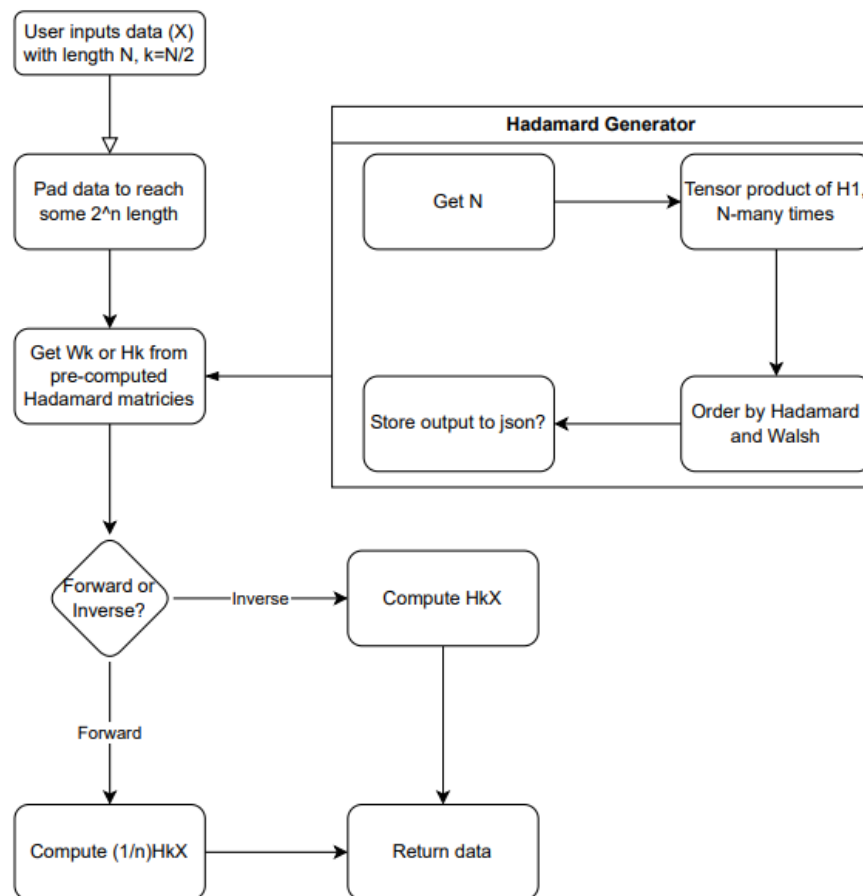 User inputs data (X)
with length N, k=N/2
Pad data to reach
some 2^n length
Get Wk or Hk from
pre-computed
Hadamard matricies
Hadamard Generator
Get N
Tensor product of H1,
N-many times
Order by Hadamard
and Walsh
Store output to json?
Forward or
Inverse?
Inverse
Compute HkX
Forward
Compute (1/n)HkX
Return data